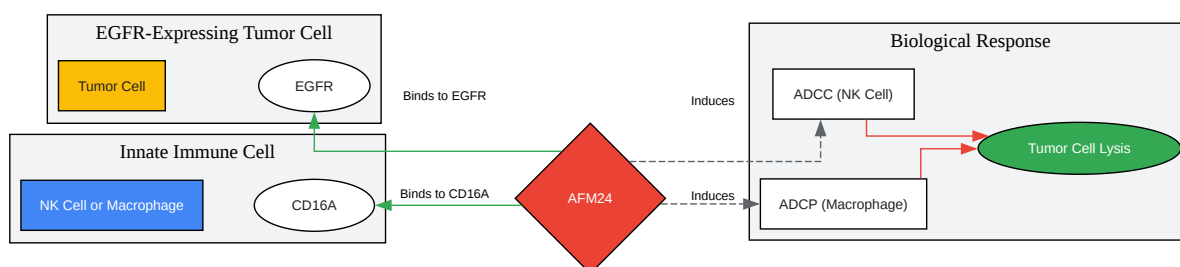 EGFR-Expressing Tumor Cell
Tumor Cell
EGFR
Innate Immune Cell
NK Cell or Macrophage
CD16A
Binds to EGFR
Binds to CD16A
AFM24
Induces
Induces
Biological Response
ADCC (NK Cell)
Tumor Cell Lysis
ADCP (Macrophage)